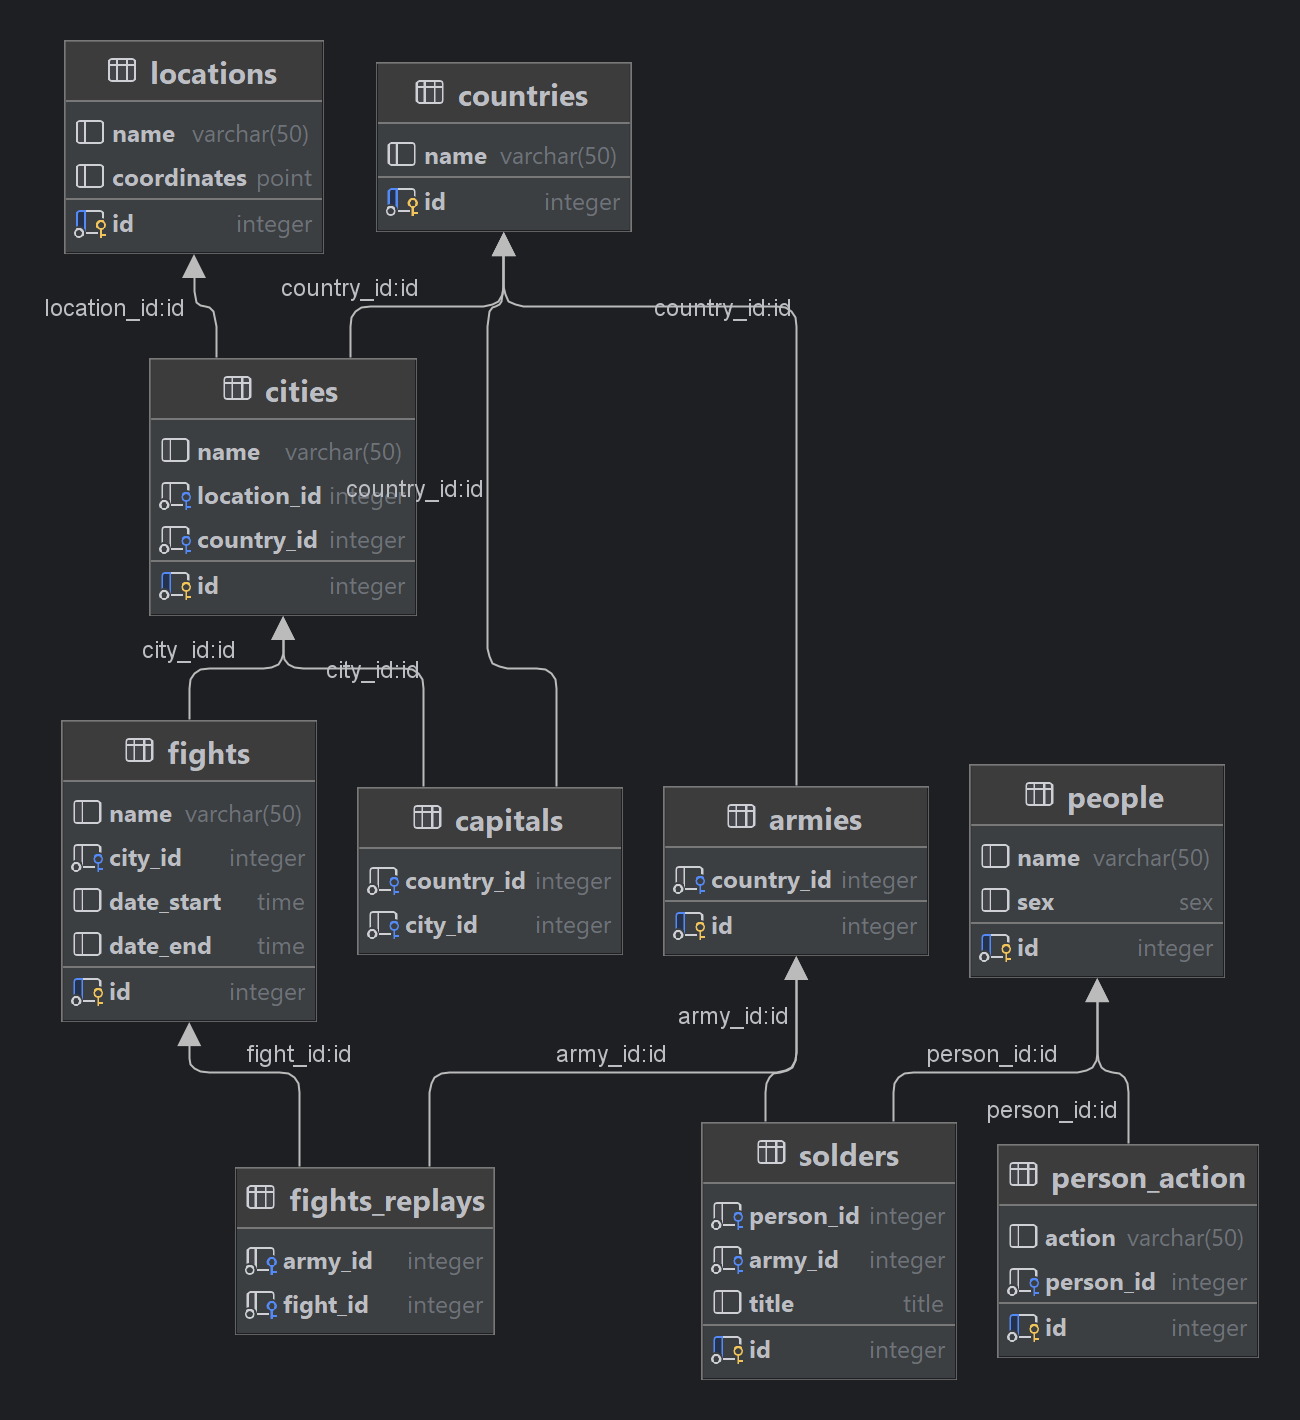 locations
name varchar(50)
coordinates point
id integer
countries
name varchar(50)
id integer
location_id:id
country_id:id
country_id:id
cities
name varchar(50)
location_id integer
country_id integer
id integer
country_id:id
city_id:id
city_id:id
fights
name varchar(50)
city_id integer
date_start time
date_end time
id integer
capitals
country_id integer
city_id integer
armies
country_id integer
id integer
people
name varchar(50)
sex sex
id integer
fight_id:id
army_id:id
army_id:id
person_id:id
person_id:id
fights_replays
army_id integer
fight_id integer
solders
person_id integer
army_id integer
title title
id integer
person_action
action varchar(50)
person_id integer
id integer